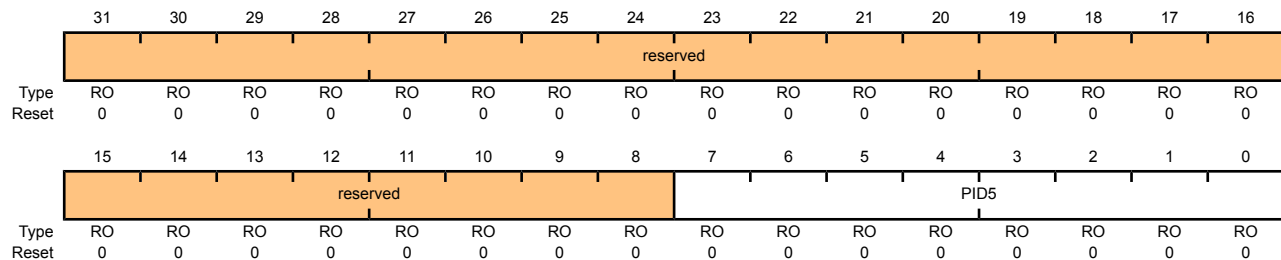 31 30 29 28 27 26 25 24 23 22 21 20 19 18 17 16
reserved
Type RO RO RO RO RO RO RO RO RO RO RO RO RO RO RO RO
Reset 0 0 0 0 0 0 0 0 0 0 0 0 0 0 0 0
15 14 13 12 11 10 9 8 7 6 5 4 3 2 1 0
reserved PID5
Type RO RO RO RO RO RO RO RO RO RO RO RO RO RO RO RO
Reset 0 0 0 0 0 0 0 0 0 0 0 0 0 0 0 0